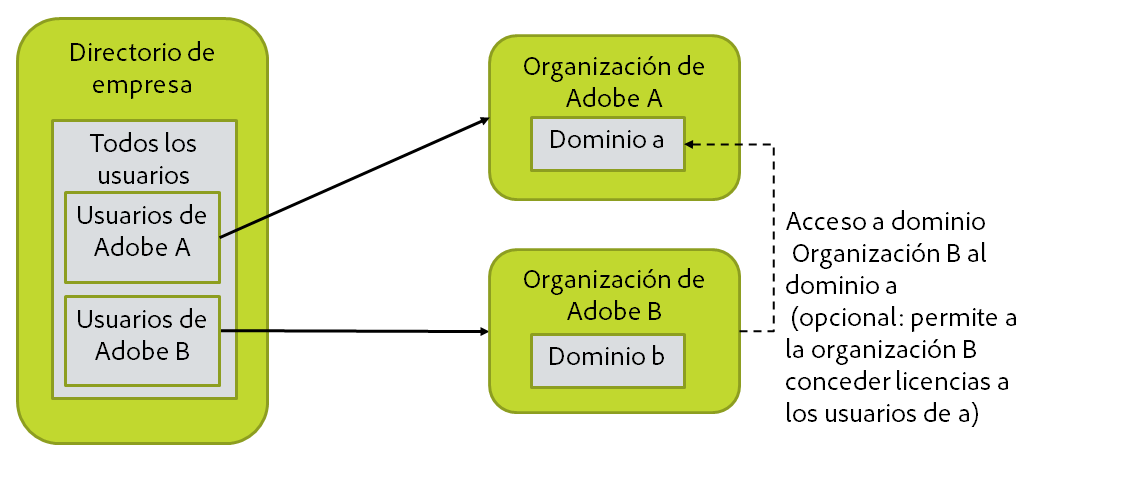 Directorio de
empresa
Todos los
usuarios
Usuarios de
Adobe A
Usuarios de
Adobe B
Organización de
Adobe A
Dominio a
Organización de
Adobe B
Dominio b
Acceso a dominio
Organización B al
dominio a
(opcional: permite a
la organización B
conceder licencias a
los usuarios de a)